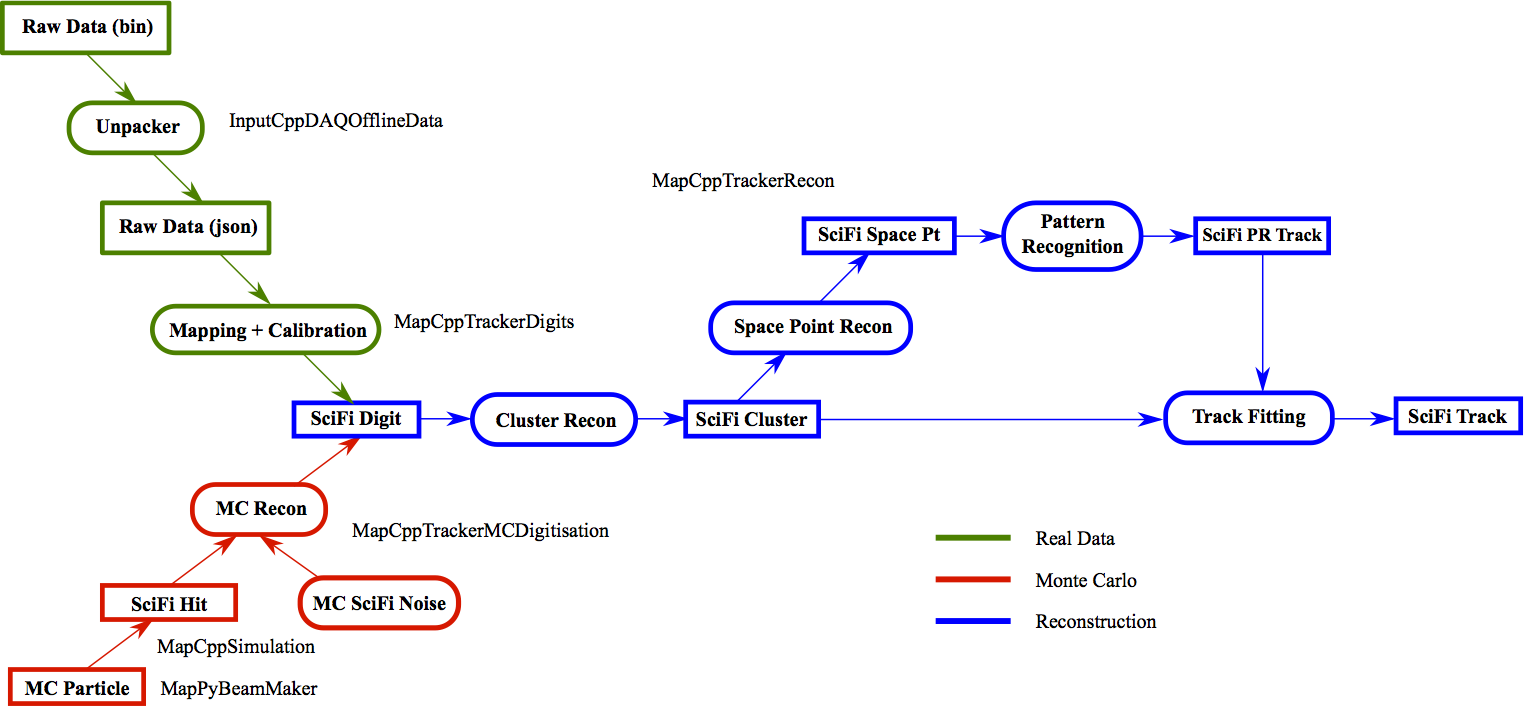 Raw Data (bin)
Unpacker
InputCppDAQOfflineData
Raw Data (json)
Mapping + Calibration
MapCppTrackerDigits
MapCppTrackerRecon
SciFi Space Pt
Pattern
Recognition
SciFi PR Track
Space Point Recon
SciFi Digit
Cluster Recon
SciFi Cluster
Track Fitting
SciFi Track
MC Recon
MapCppTrackerMCDigitisation
SciFi Hit
MC SciFi Noise
MapCppSimulation
MC Particle
MapPyBeamMaker
Real Data
Monte Carlo
Reconstruction